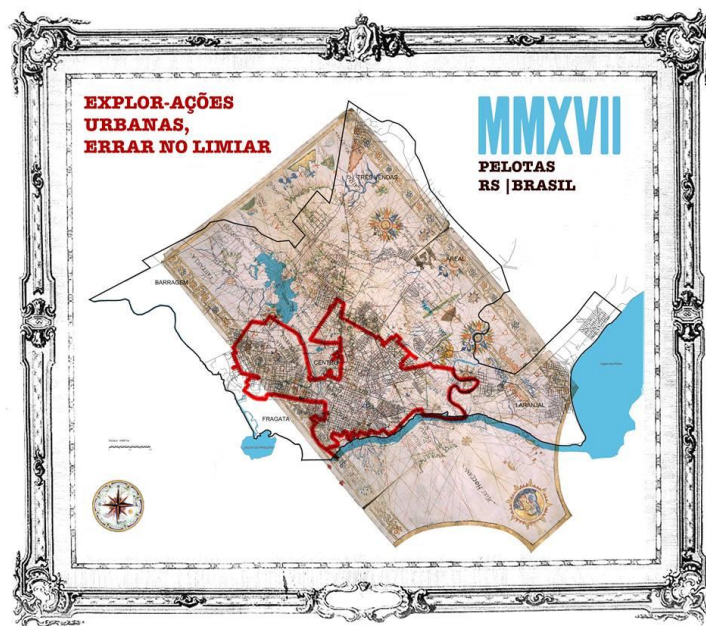 EXPLOR-AÇÕES
URBANAS,
ERRAR NO LIMIAR
MMXVII
PELOTAS
RS |BRASIL
TRÊS VENDAS
AREAL
BARRAGEM
CENTRO
LARANJAL
FRAGATA